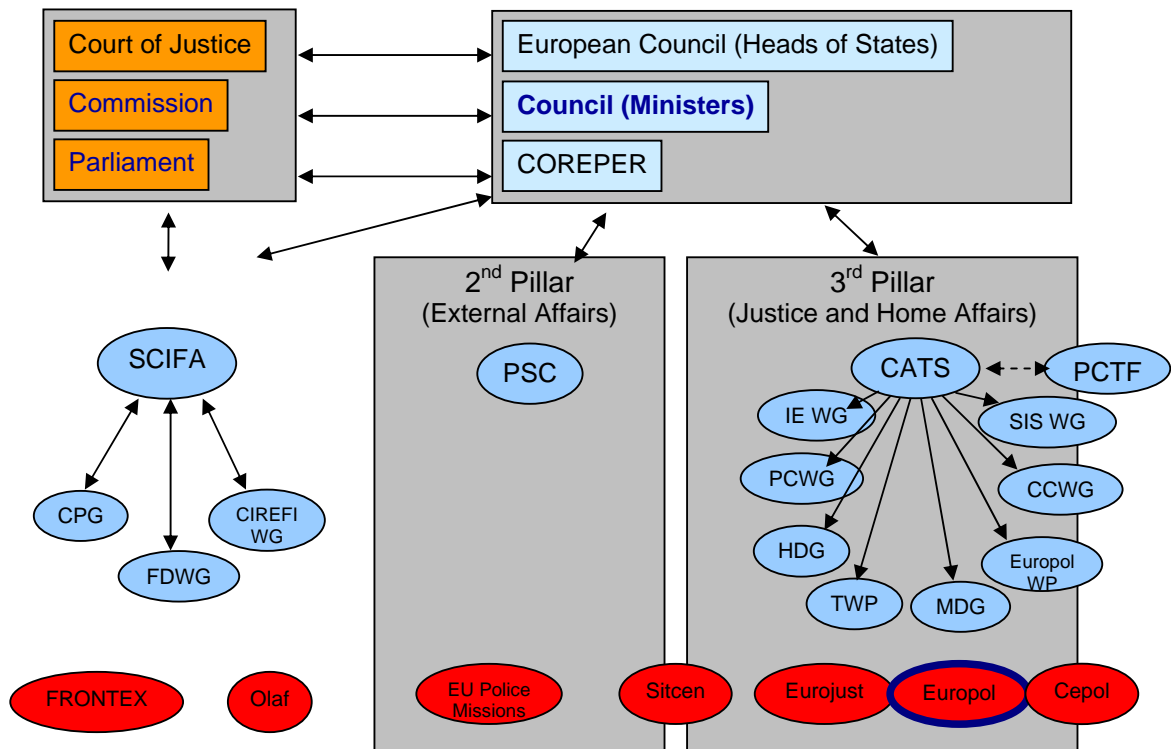 Court of Justice
European Council (Heads of States)
Commission
Council (Ministers)
Parliament
COREPER
2nd Pillar
(External Affairs)
3rd Pillar
(Justice and Home Affairs)
SCIFA
PSC
CATS
PCTF
IE WG
SIS WG
PCWG
CCWG
CPG
CIREFI
WG
HDG
Europol
WP
FDWG
TWP
MDG
FRONTEX
Olaf
EU Police
Missions
Sitcen
Eurojust
Europol
Cepol